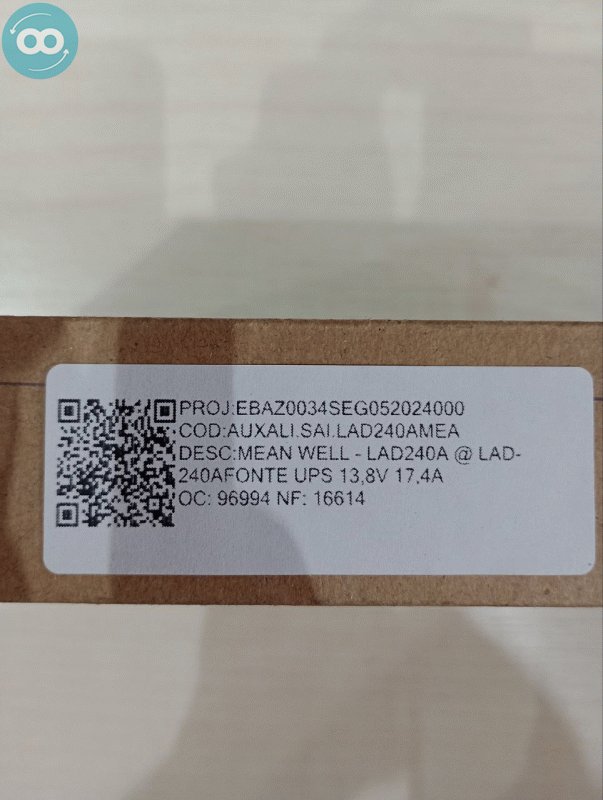 PROJ:EBAZ0034SEG052024000
COD:AUXALI.SAI.LAD240AMEA
DESC:MEAN WELL - LAD240A @ LAD-
240AFONTE UPS 13,8V 17,4A
OC: 96994 NF: 16614